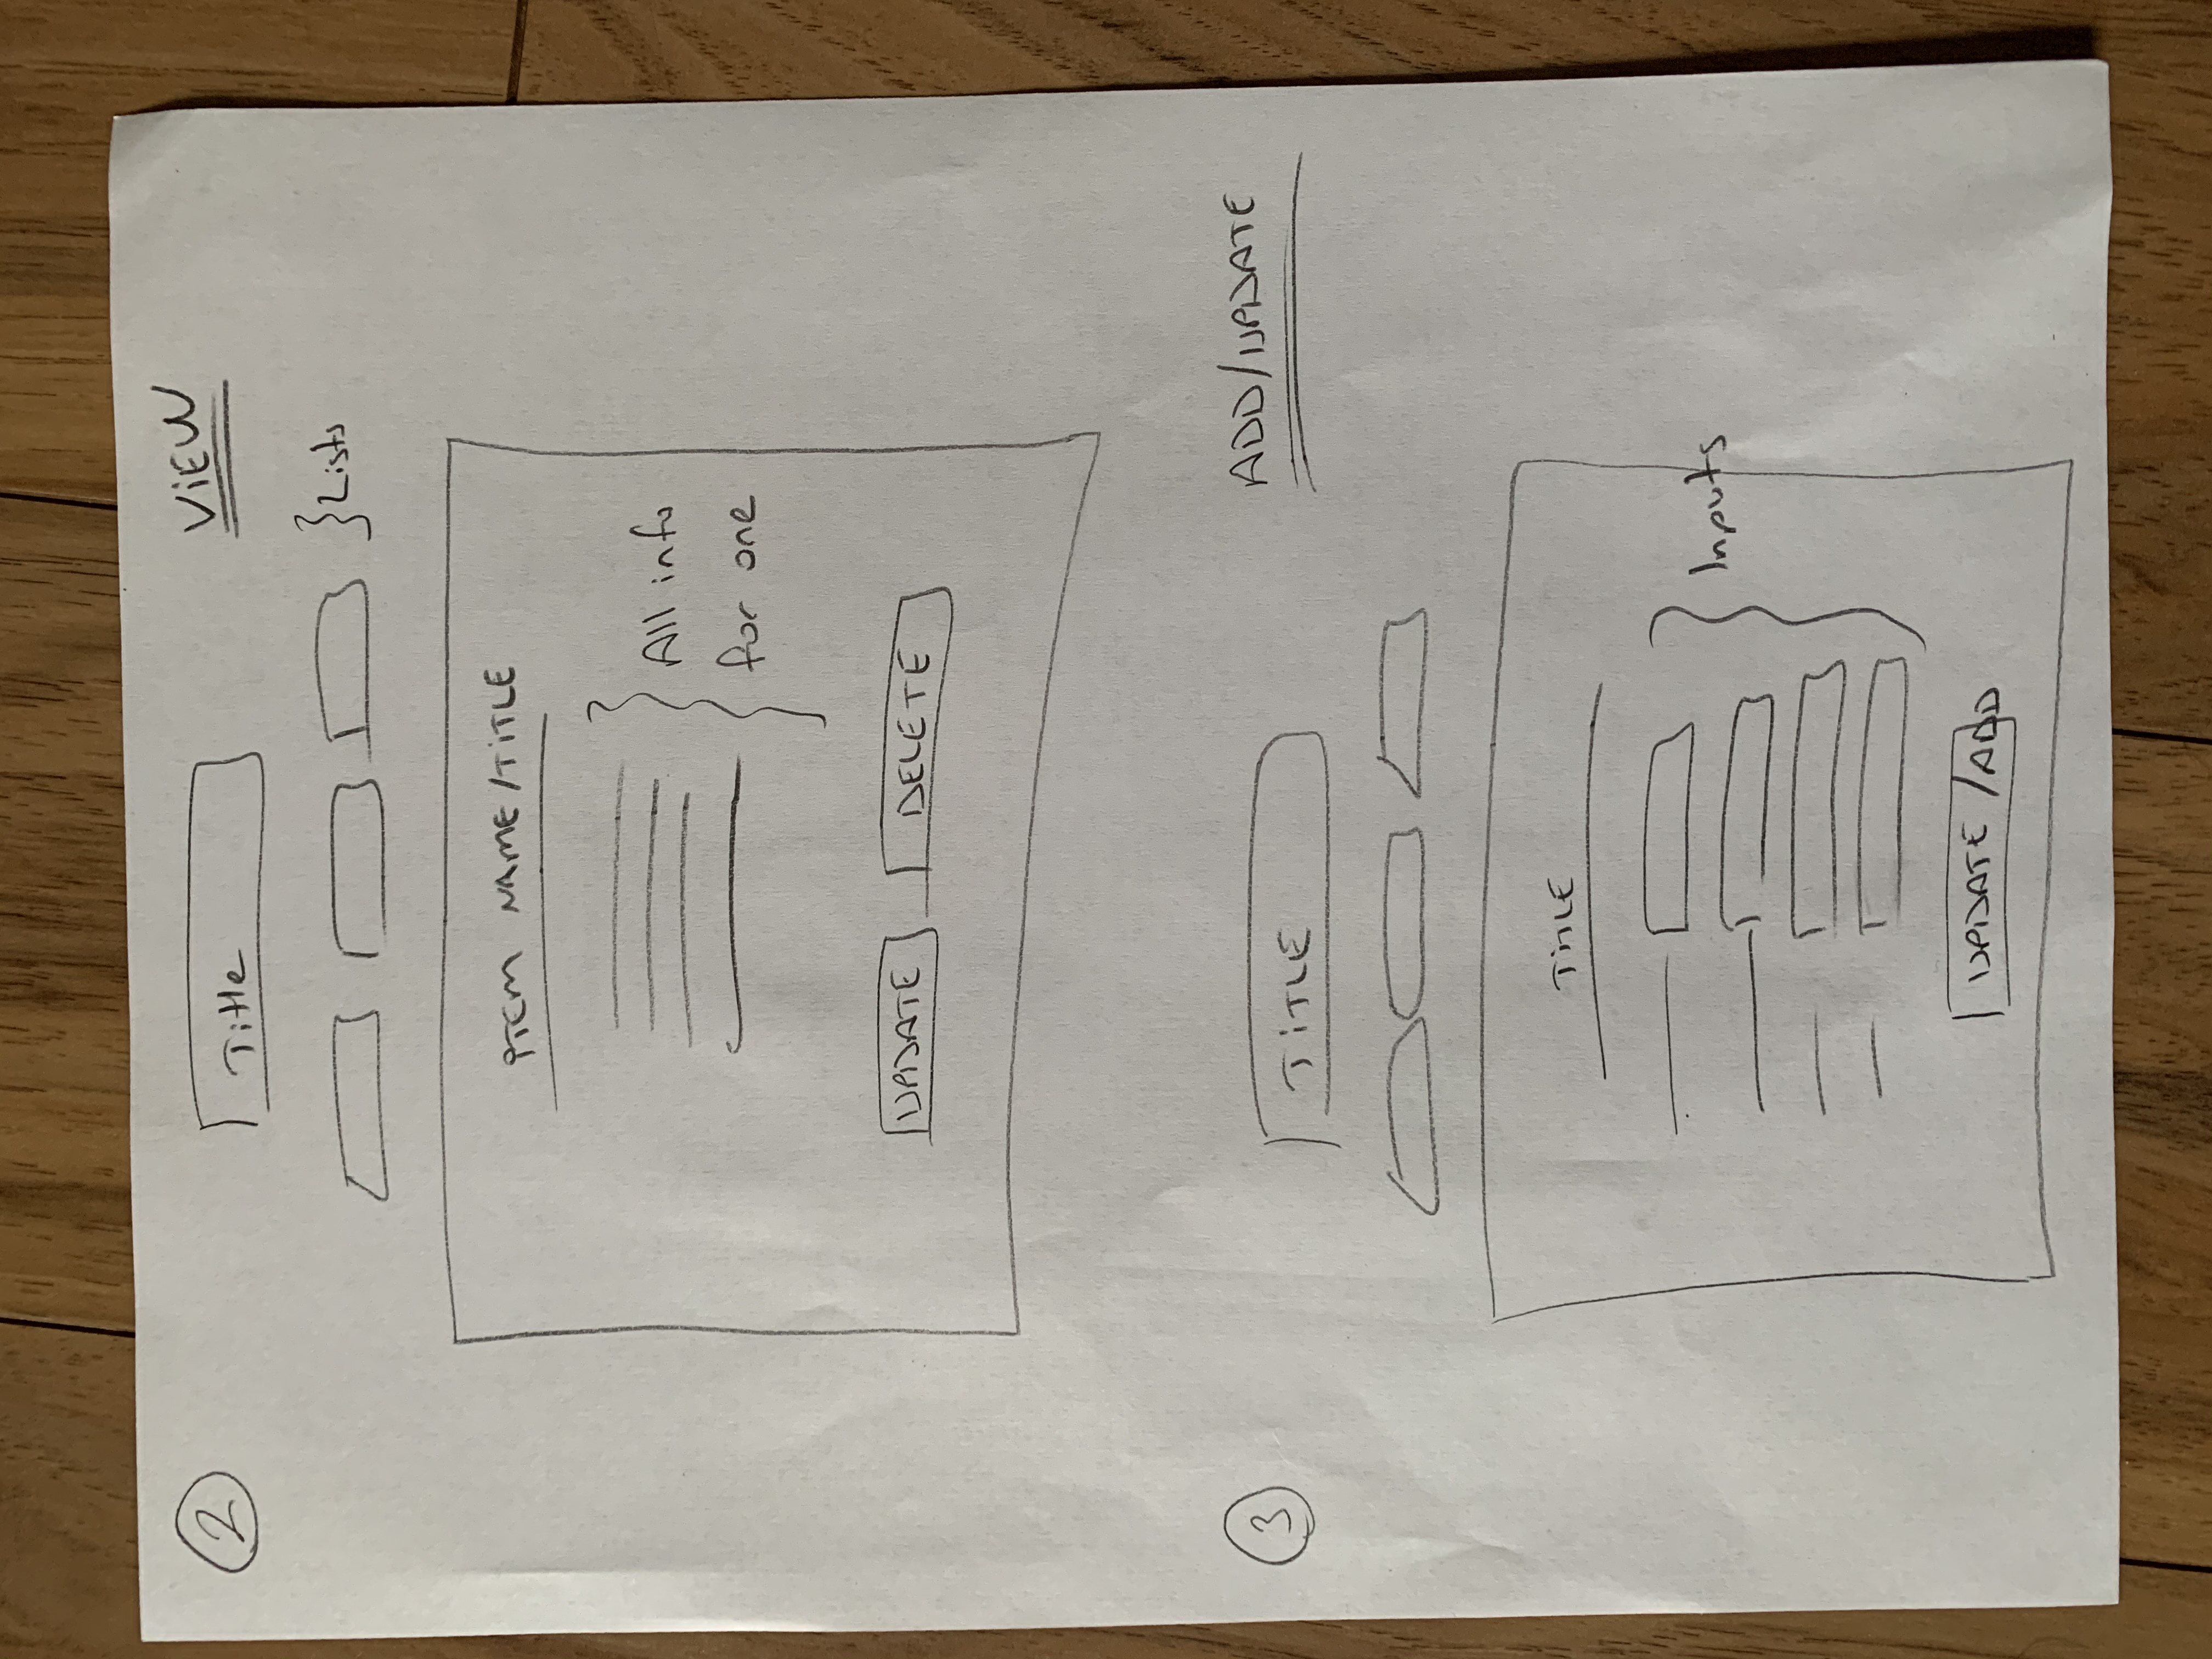 2
Title
VIEW
} Lists
ITEM NAME/TITLE
All info
for one
UPDATE
DELETE
3
TITLE
ADD/UPDATE
TITLE
Inputs
UPDATE/ADD